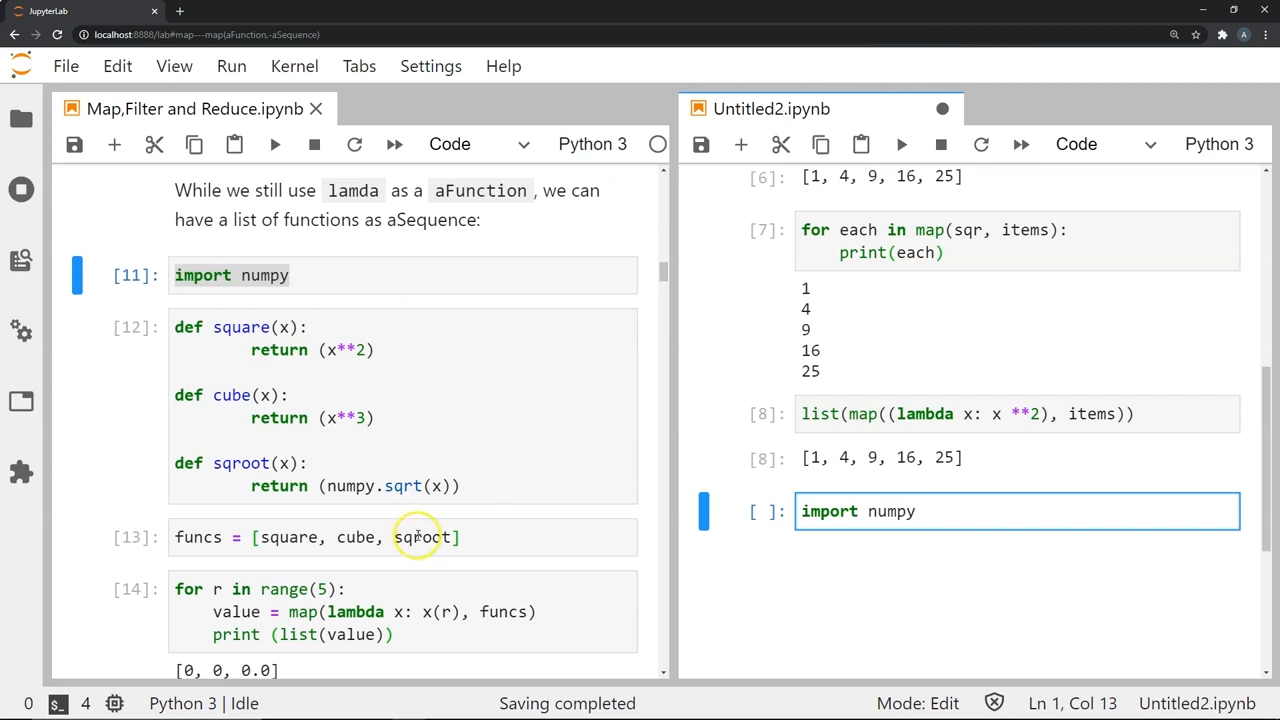 JupyterLab
localhost:8888/lab#map---map(aFunction,-aSequence)
A
File Edit View Run Kernel Tabs Settings Help
Map,Filter and Reduce.ipynb
Untitled2.ipynb
Code Python 3
Code Python 3
While we still use lamda as a aFunction, we can
have a list of functions as aSequence:
[11]: import numpy
[12]: def square(x):
return (x**2)
def cube(x):
return (x**3)
def sqroot(x):
return (numpy.sqrt(x))
[13]: funcs = [square, cube, sqroot]
[14]: for r in range(5):
value = map(lambda x: x(r), funcs)
print (list(value))
[0, 0, 0.0]
[6]: [1, 4, 9, 16, 25]
[7]: for each in map(sqr, items):
print(each)
1
4
9
16
25
[8]: list(map((lambda x: x **2), items))
[8]: [1, 4, 9, 16, 25]
[ ]: import numpy
0 $_ 4 Python 3 | Idle Saving completed Mode: Edit Ln 1, Col 13 Untitled2.ipynb